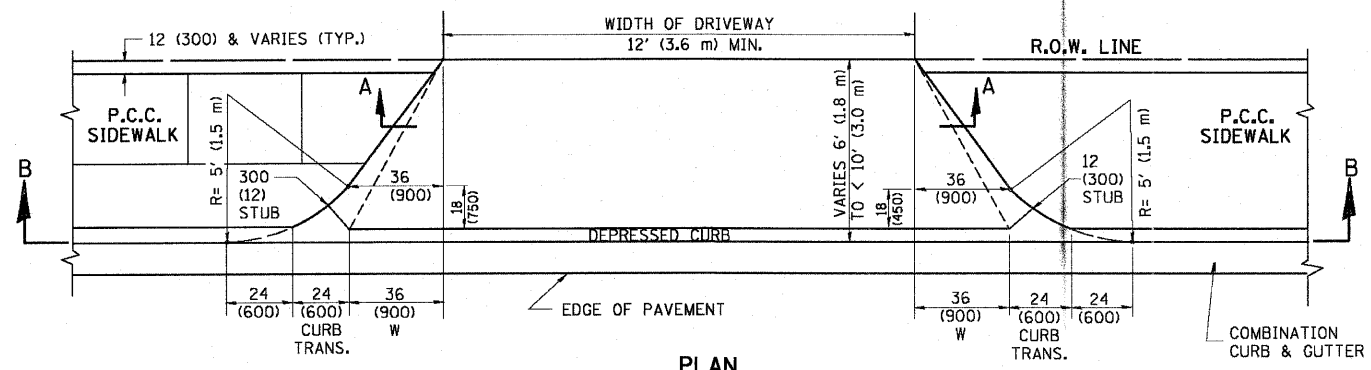 12 (300) & VARIES (TYP.)
WIDTH OF DRIVEWAY
12' (3.6 m) MIN.
R.O.W. LINE
A
A
P.C.C.
SIDEWALK
P.C.C.
SIDEWALK
B
B
R= 5' (1.5 m)
300
(12)
STUB
36
(900)
18
(750)
VARIES 6' (1.8 m)
TO < 10' (3.0 m)
36
(900)
18
(450)
12
(300)
STUB
R= 5' (1.5 m)
DEPRESSED CURB
24
(600)
24
(600)
CURB
TRANS.
36
(900)
W
EDGE OF PAVEMENT
36
(900)
W
24
(600)
CURB
TRANS.
24
(600)
COMBINATION
CURB & GUTTER
PLAN